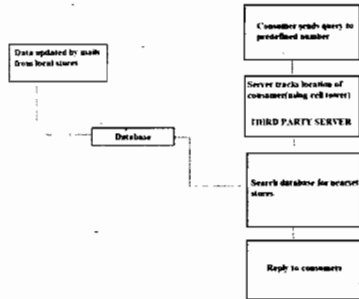 Consumer sends query to
predefined number
Data updated by mails
from local stores
Server tracks location of
consumer(using cell tower)
THIRD PARTY SERVER
Database
Search database for nearset
stores
Reply to consumers